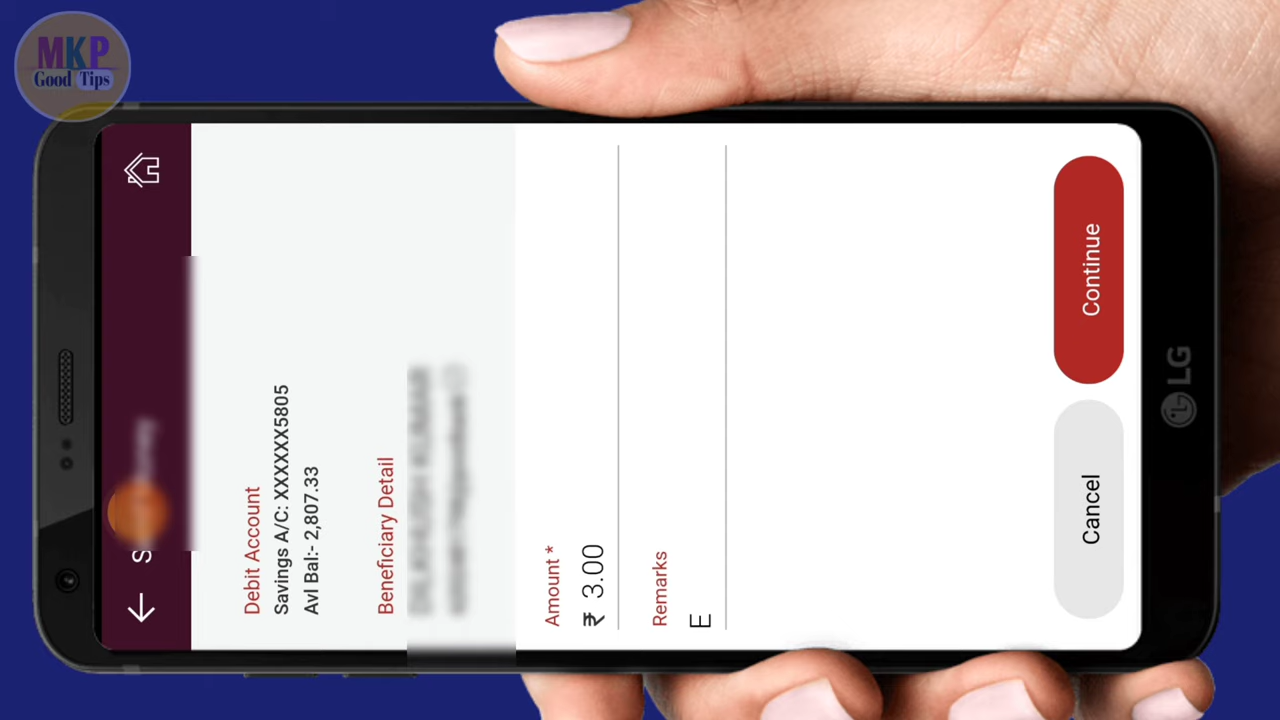 MKP
Good Tips
S
Debit Account
Savings A/C: XXXXXX5805
Avl Bal:- 2,807.33
Beneficiary Detail
Amount *
₹ 3.00
Remarks
E
Cancel
Continue
LG